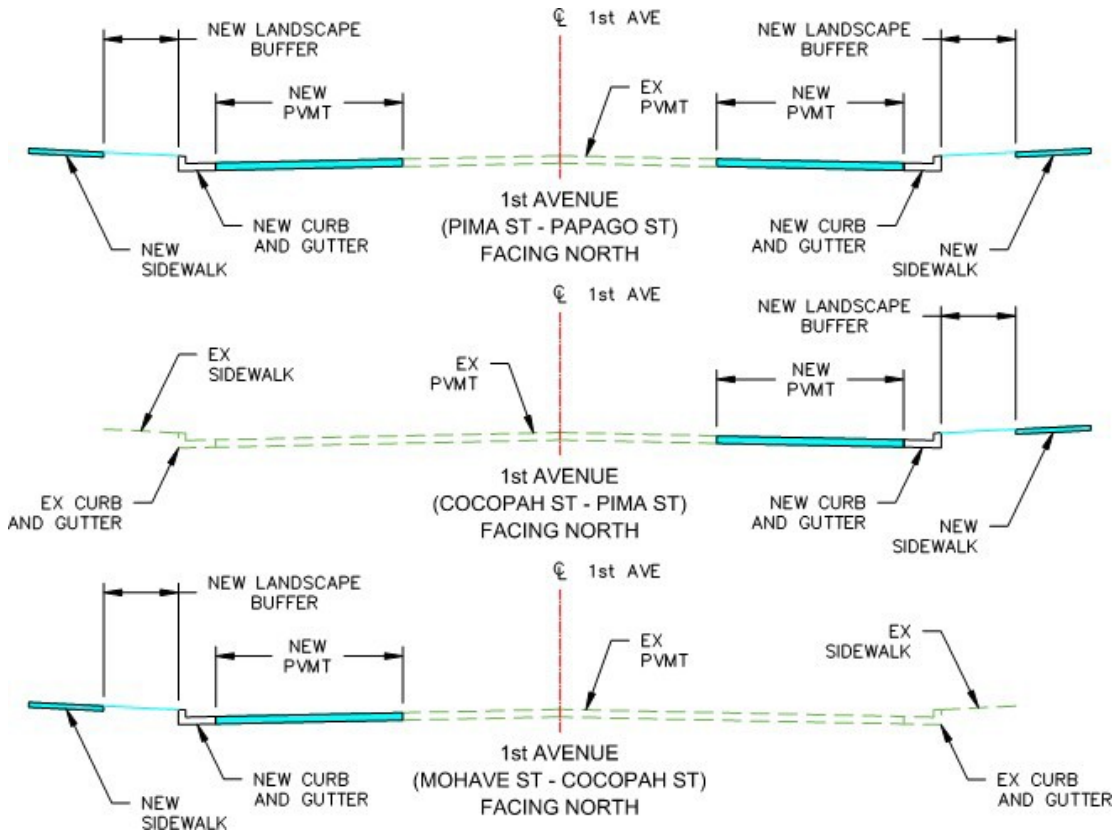 ℄ 1st AVE
NEW LANDSCAPE
BUFFER
NEW LANDSCAPE
BUFFER
NEW
PVMT
EX
PVMT
NEW
PVMT
1st AVENUE
(PIMA ST - PAPAGO ST)
FACING NORTH
NEW CURB
AND GUTTER
NEW CURB
AND GUTTER
NEW
SIDEWALK
NEW
SIDEWALK
℄ 1st AVE
NEW LANDSCAPE
BUFFER
EX
SIDEWALK
EX
PVMT
NEW
PVMT
1st AVENUE
(COCOPAH ST - PIMA ST)
FACING NORTH
EX CURB
AND GUTTER
NEW CURB
AND GUTTER
NEW
SIDEWALK
℄ 1st AVE
NEW LANDSCAPE
BUFFER
NEW
PVMT
EX
PVMT
EX
SIDEWALK
1st AVENUE
(MOHAVE ST - COCOPAH ST)
FACING NORTH
NEW CURB
AND GUTTER
EX CURB
AND GUTTER
NEW
SIDEWALK